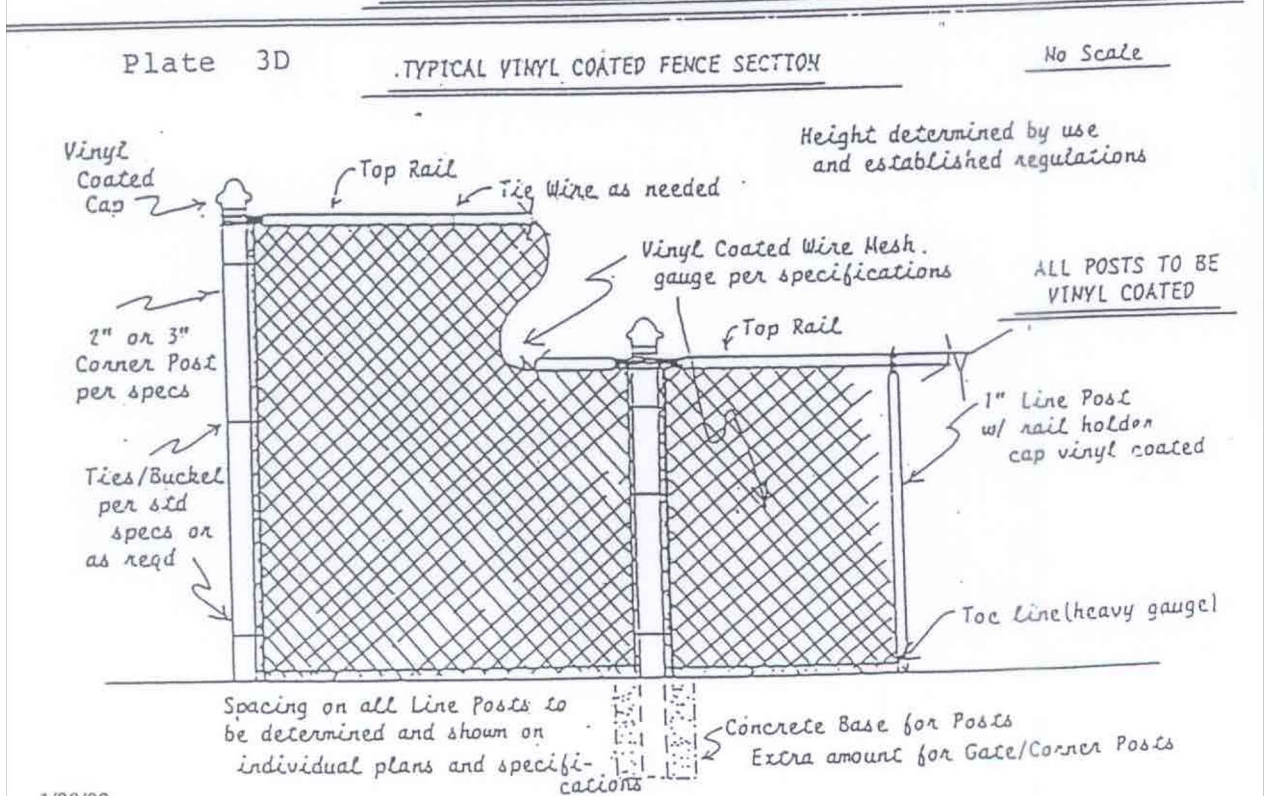 Plate 3D
.TYPICAL VINYL COATED FENCE SECTION
No Scale
Height determined by use
and established regulations
Vinyl
Coated
Cap
Top Rail
Tie Wire as needed
Vinyl Coated Wire Mesh.
gauge per specifications
ALL POSTS TO BE
VINYL COATED
2" or 3"
Corner Post
per specs
Top Rail
1" Line Post
w/ rail holder
cap vinyl coated
Ties/Bucket
per std
specs or
as reqd
Toe line(heavy gauge)
Spacing on all Line Posts to
be determined and shown on
individual plans and specifi-
cations
Concrete Base for Posts
Extra amount for Gate/Corner Posts